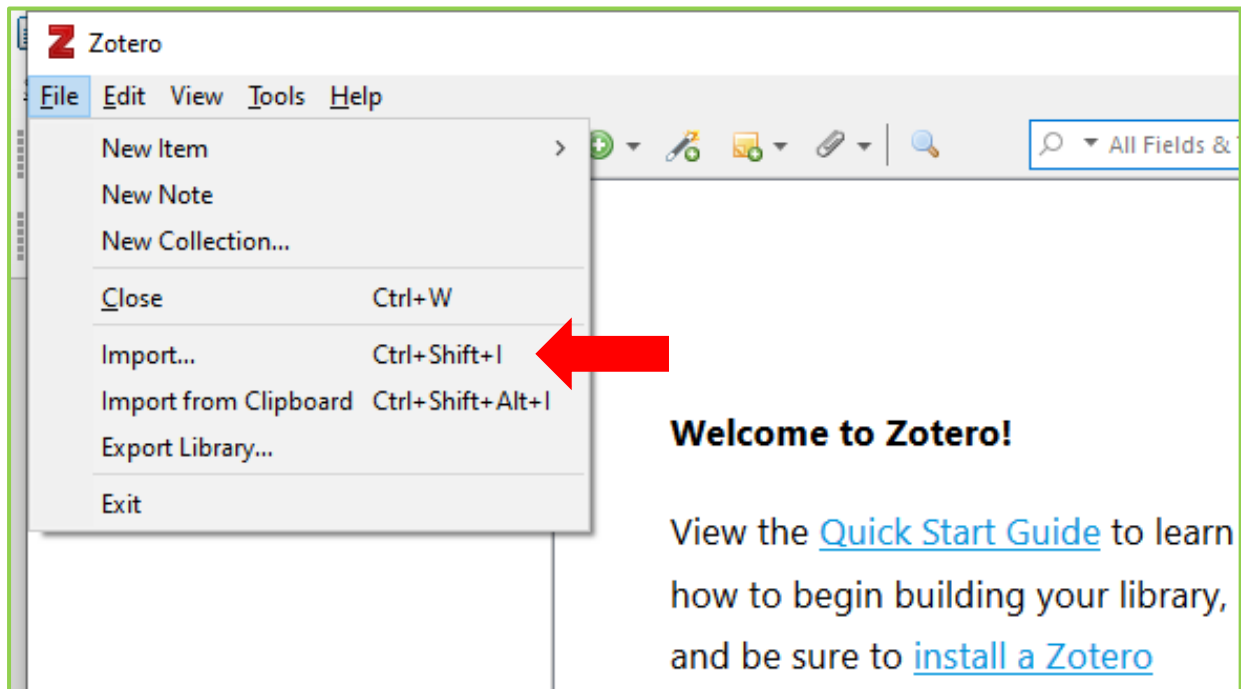 Zotero
File Edit View Tools Help
New Item
All Fields &
New Note
New Collection...
Close Ctrl+W
Import... Ctrl+Shift+I
Import from Clipboard Ctrl+Shift+Alt+I
Export Library...
Exit
Welcome to Zotero!
View the Quick Start Guide to learn
how to begin building your library,
and be sure to install a Zotero